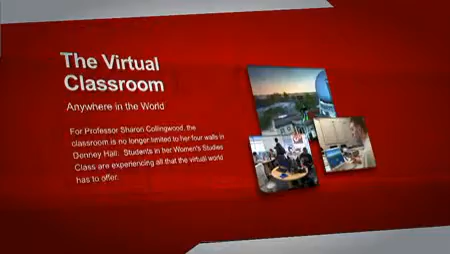 The Virtual
Classroom
Anywhere in the World
For Professor Sharon Collingwood, the
classroom is no longer limited to her four walls in
Denney Hall. Students in her Women's Studies
Class are experiencing all that the virtual world
has to offer.